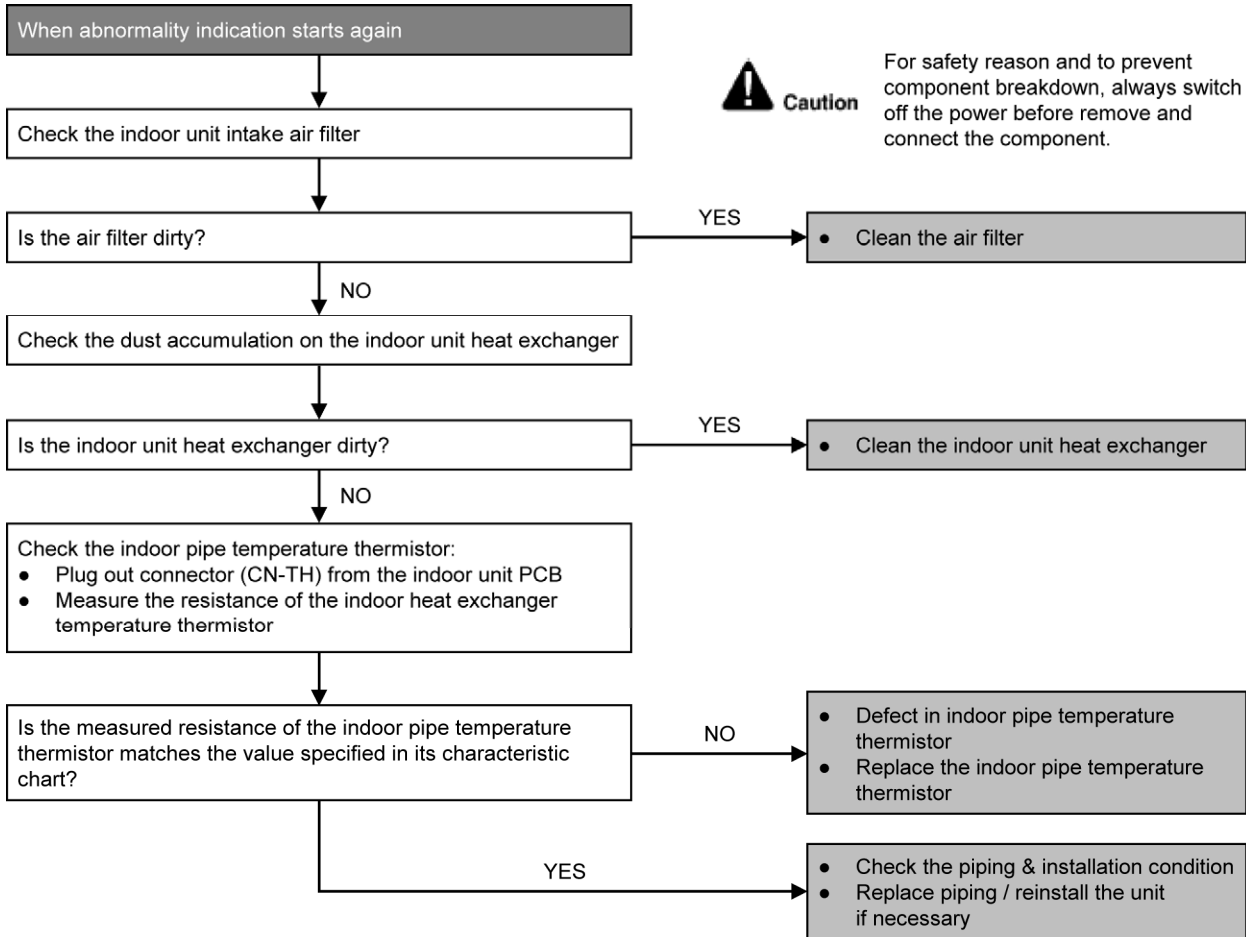 When abnormality indication starts again
Caution
For safety reason and to prevent
component breakdown, always switch
off the power before remove and
connect the component.
Check the indoor unit intake air filter
Is the air filter dirty?
YES
● Clean the air filter
NO
Check the dust accumulation on the indoor unit heat exchanger
Is the indoor unit heat exchanger dirty?
YES
● Clean the indoor unit heat exchanger
NO
Check the indoor pipe temperature thermistor:
● Plug out connector (CN-TH) from the indoor unit PCB
● Measure the resistance of the indoor heat exchanger
temperature thermistor
Is the measured resistance of the indoor pipe temperature
thermistor matches the value specified in its characteristic
chart?
NO
● Defect in indoor pipe temperature
thermistor
● Replace the indoor pipe temperature
thermistor
YES
● Check the piping & installation condition
● Replace piping / reinstall the unit
if necessary